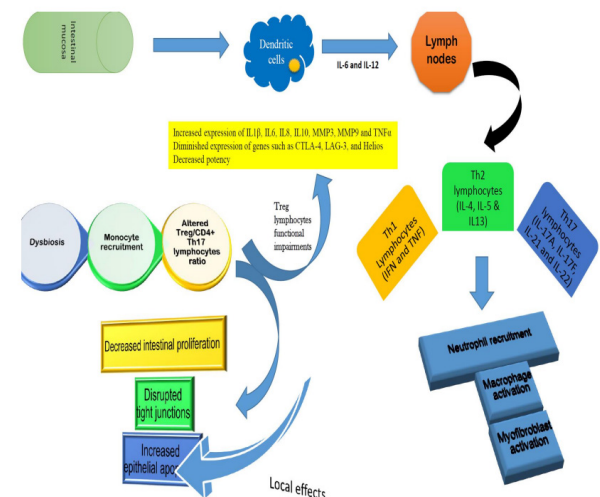 Intestinal
mucosa
Dendritic
cells
IL-6 and IL-12
Lymph
nodes
Increased expression of IL1β, IL6, IL8, IL10, MMP3, MMP9 and TNFα
Diminished expression of genes such as CTLA-4, LAG-3, and Helios
Decreased potency
Th2
lymphocytes
(IL-4, IL-5 &
IL13)
Th1
Lymphocytes
(IFN and TNF)
Th17
lymphocytes
(IL-17A, IL-17F,
IL-21 and IL-22)
Dysbiosis
Monocyte
recruitment
Altered
Treg/CD4+
Th17
lymphocytes
ratio
Treg
lymphocytes
functional
impairments
Decreased intestinal proliferation
Disrupted
tight junctions
Increased
epithelial apo
Local effects
Neutrophil recruitment
Macrophage
activation
Myofibroblast
activation